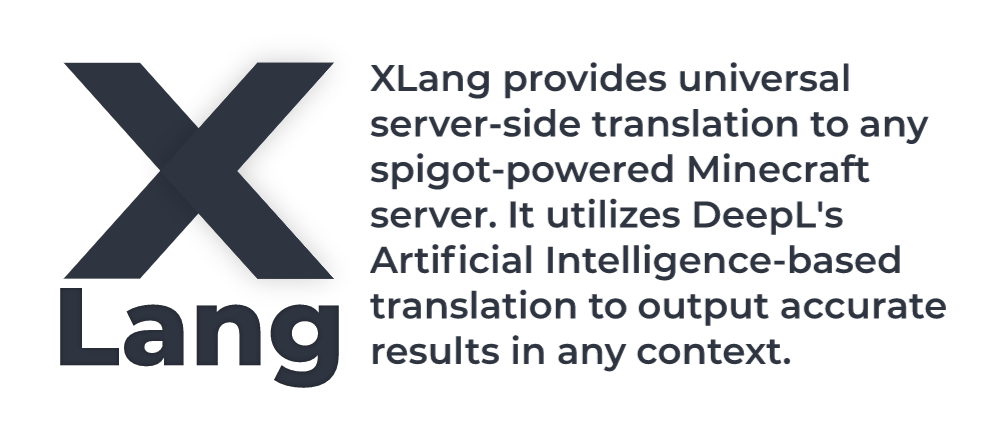 X
Lang
XLang provides universal
server-side translation to any
spigot-powered Minecraft
server. It utilizes DeepL's
Artificial Intelligence-based
translation to output accurate
results in any context.